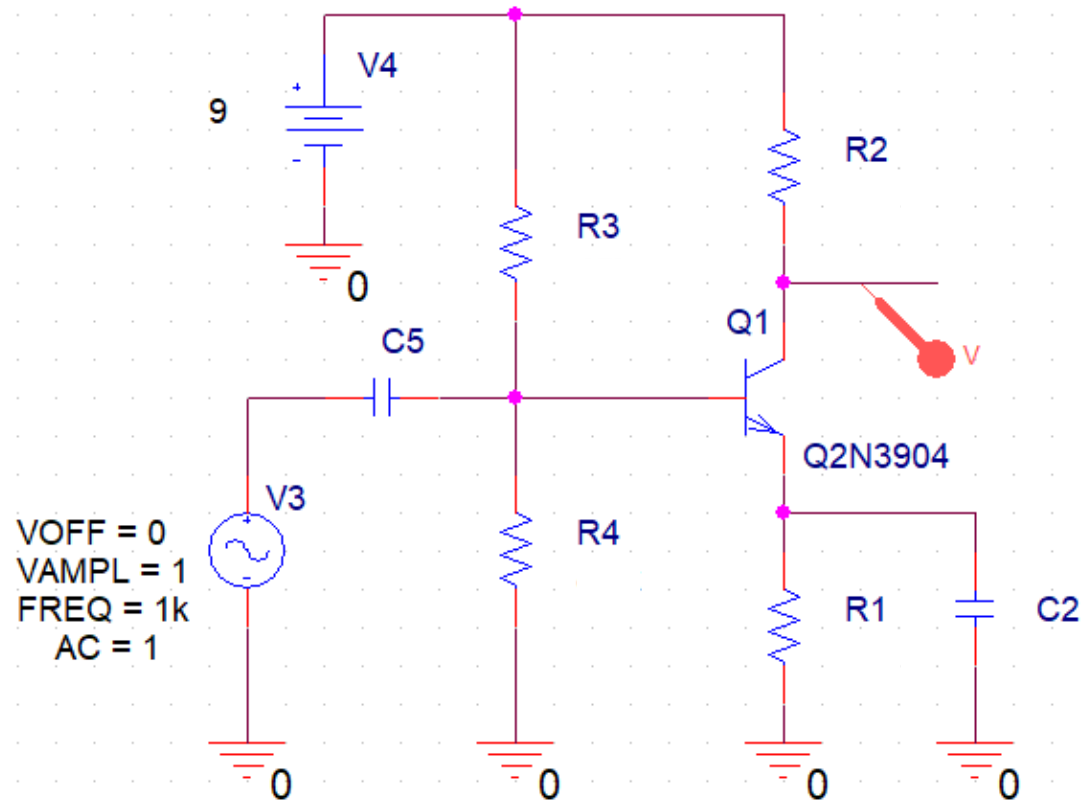 V4
9
+
-
R2
R3
0
Q1
C5
V
Q2N3904
V3
+
-
VOFF = 0
VAMPL = 1
FREQ = 1k
AC = 1
R4
R1
C2
0
0
0
0